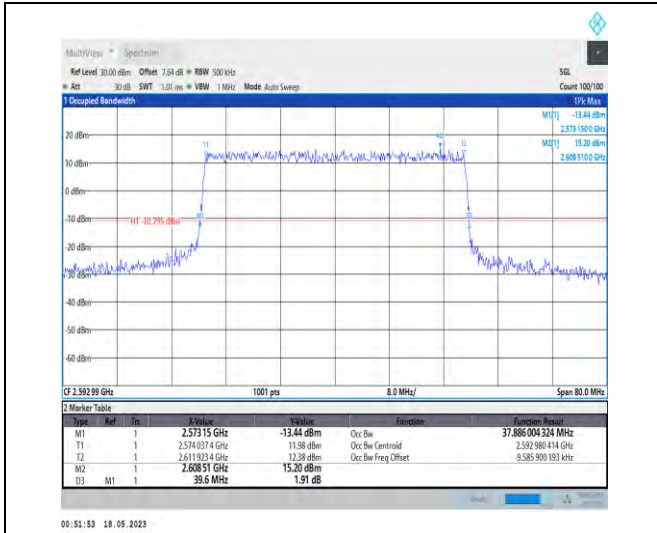 MultiView Spectrum
Ref Level 30.00 dBm Offset 7.54 dB RBW 500 kHz SGL
Att 30 dB SWT 1.01 ms VBW 1 MHz Mode Auto Sweep Count 100/100
1 Occupied Bandwidth 1Pk Max
M1[1] -13.44 dBm
2.573 150 0 GHz
M2[1] 15.20 dBm
2.608 510 0 GHz
20 dBm
T1 M2 T2
10 dBm
0 dBm
-10 dBm H1 -10.795 dBm M1 D3
-20 dBm
-30 dBm
-40 dBm
-50 dBm
-60 dBm
CF 2.592 99 GHz 1001 pts 8.0 MHz/ Span 80.0 MHz
2 Marker Table
Type Ref Trc X-Value Y-Value Function Function Result
M1 1 2.573 15 GHz -13.44 dBm Occ Bw 37.886 004 324 MHz
T1 1 2.574 037 4 GHz 11.98 dBm Occ Bw Centroid 2.592 980 414 GHz
T2 1 2.611 923 4 GHz 12.38 dBm Occ Bw Freq Offset -9.585 900 193 kHz
M2 1 2.608 51 GHz 15.20 dBm
D3 M1 1 39.6 MHz 1.91 dB
00:51:53 18.05.2023